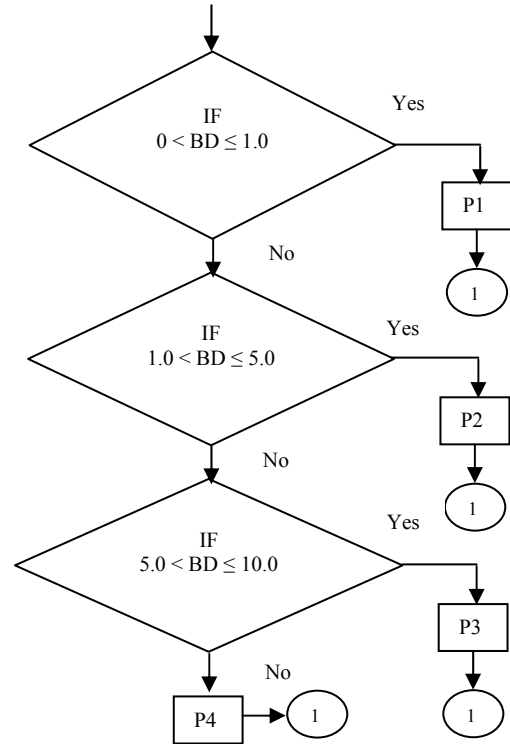 IF
0 < BD ≤ 1.0
Yes
P1
No
1
IF
1.0 < BD ≤ 5.0
Yes
P2
No
1
IF
5.0 < BD ≤ 10.0
Yes
P3
No
P4
1
1